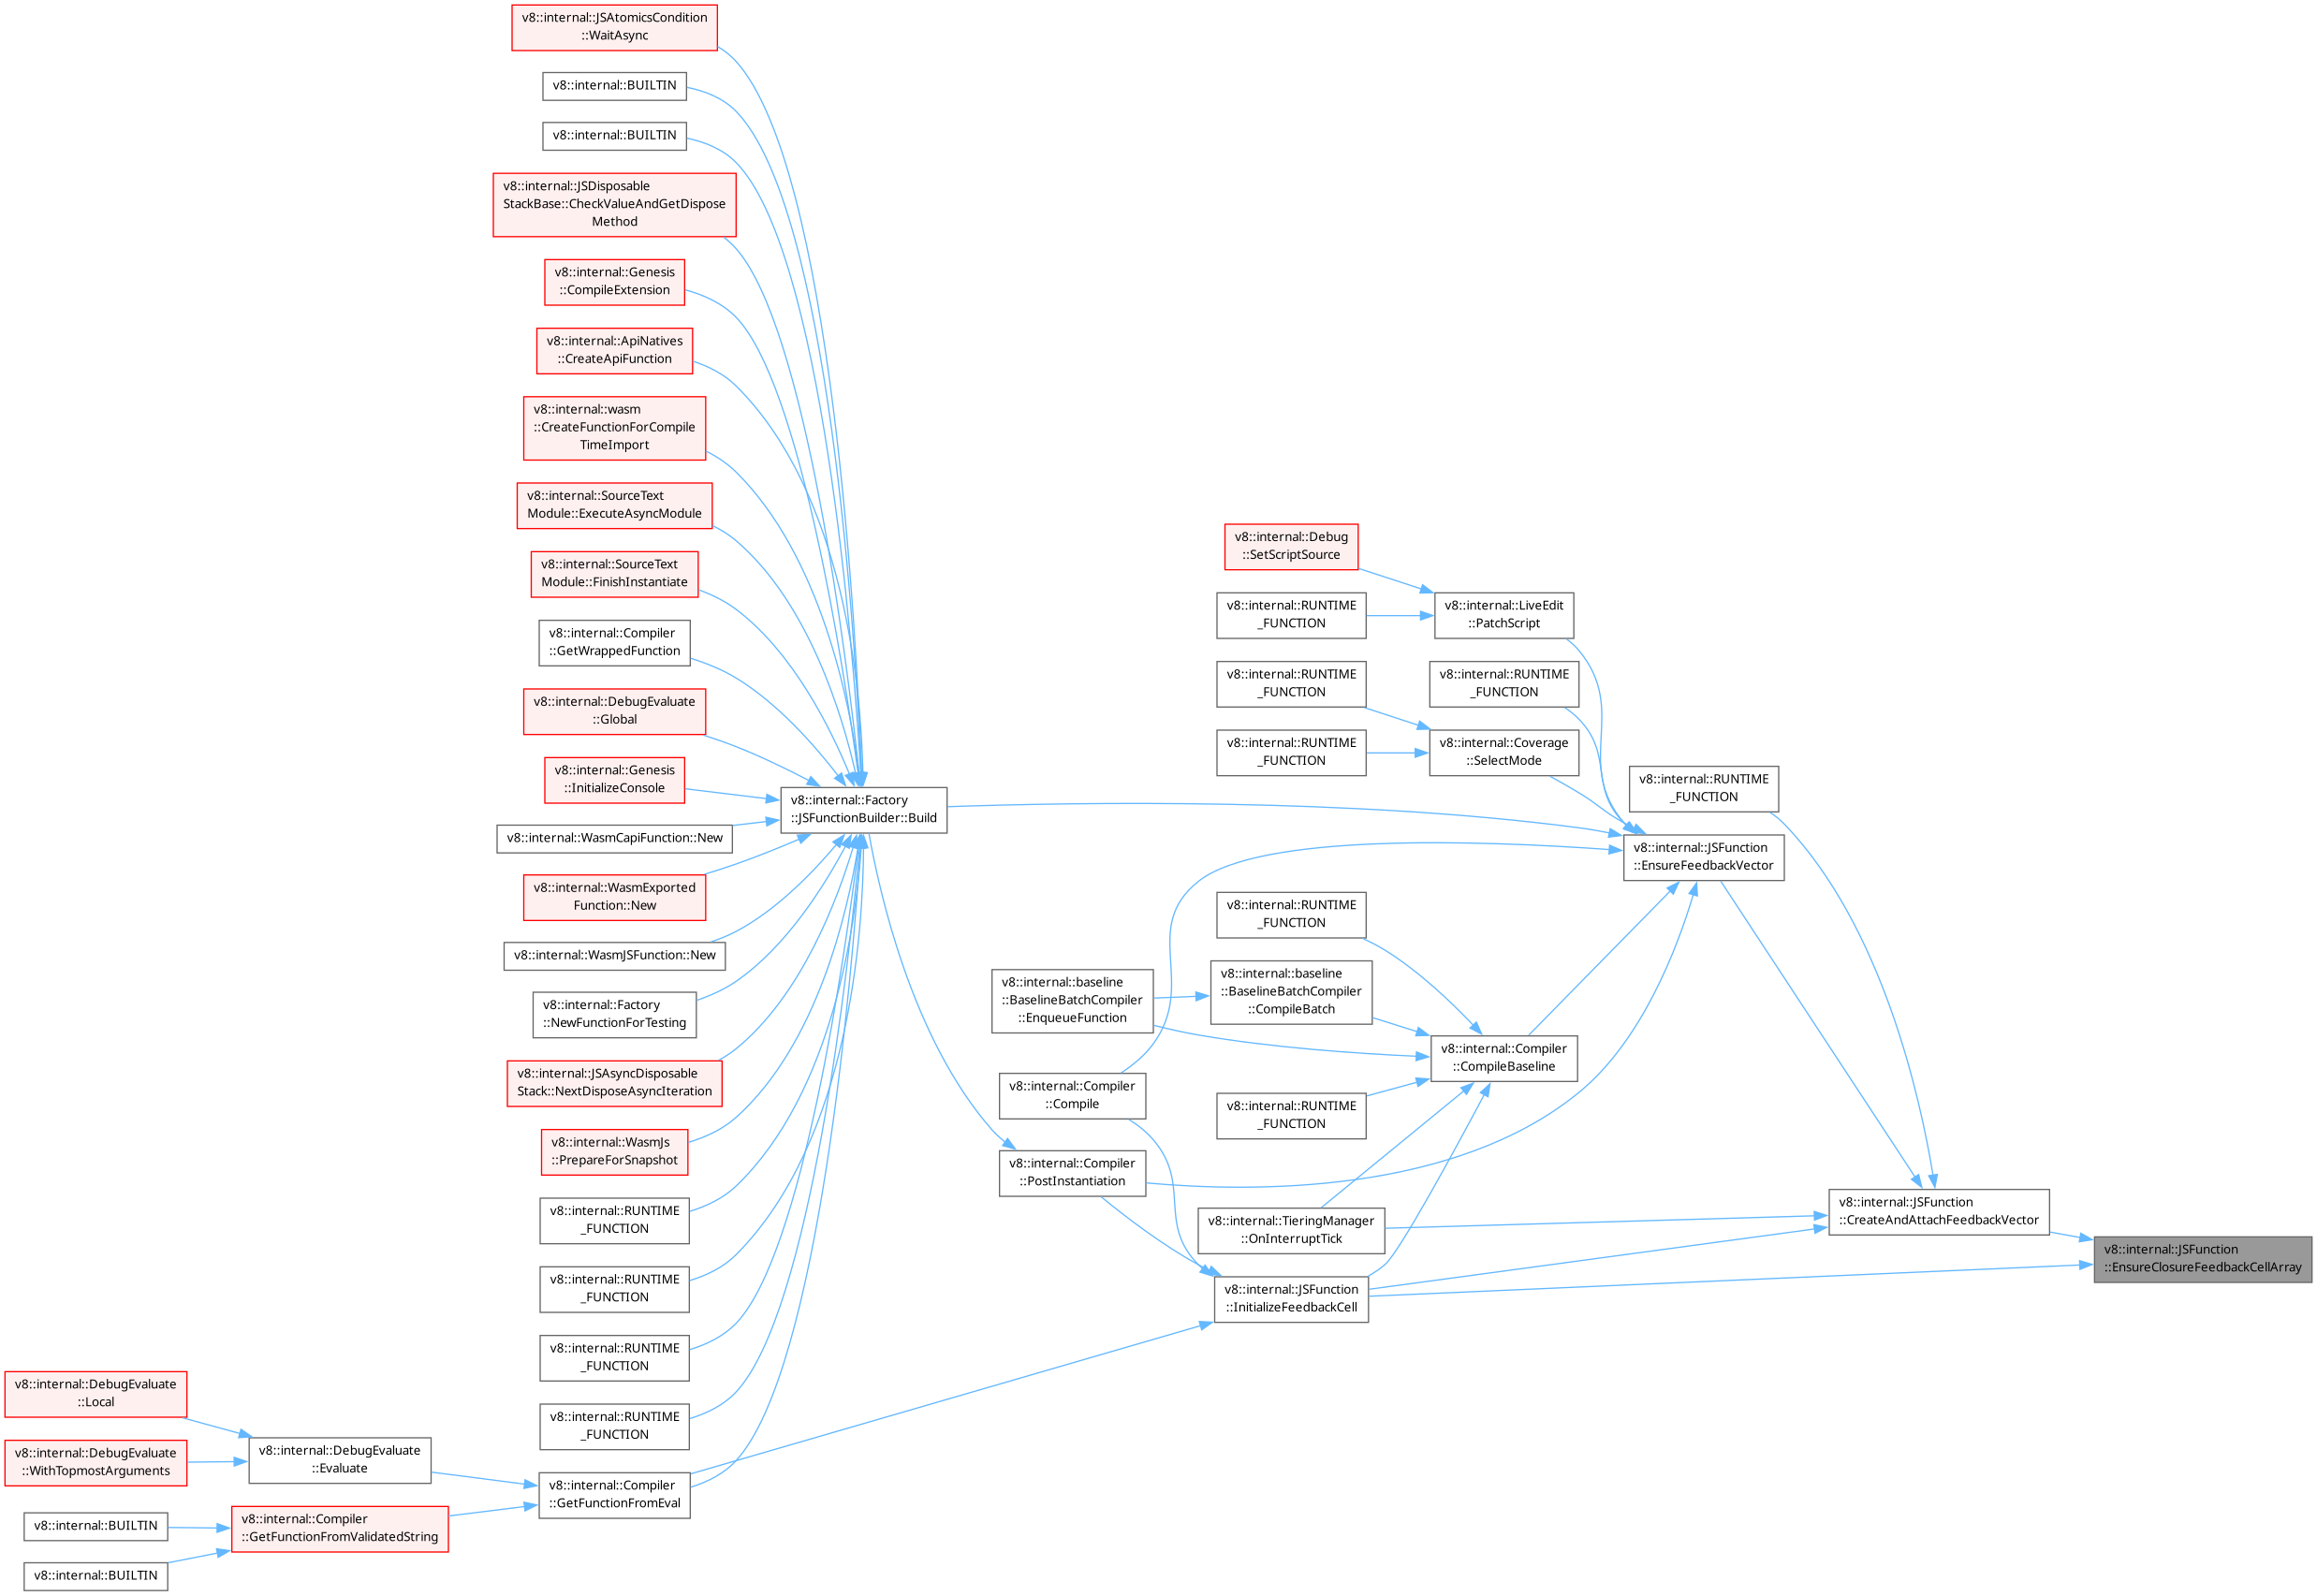 v8::internal::JSAtomicsCondition
::WaitAsync
v8::internal::BUILTIN
v8::internal::BUILTIN
v8::internal::JSDisposable
StackBase::CheckValueAndGetDispose
Method
v8::internal::Genesis
::CompileExtension
v8::internal::ApiNatives
::CreateApiFunction
v8::internal::wasm
::CreateFunctionForCompile
TimeImport
v8::internal::SourceText
Module::ExecuteAsyncModule
v8::internal::SourceText
Module::FinishInstantiate
v8::internal::Compiler
::GetWrappedFunction
v8::internal::DebugEvaluate
::Global
v8::internal::Genesis
::InitializeConsole
v8::internal::WasmCapiFunction::New
v8::internal::WasmExported
Function::New
v8::internal::WasmJSFunction::New
v8::internal::Factory
::NewFunctionForTesting
v8::internal::JSAsyncDisposable
Stack::NextDisposeAsyncIteration
v8::internal::WasmJs
::PrepareForSnapshot
v8::internal::RUNTIME
_FUNCTION
v8::internal::RUNTIME
_FUNCTION
v8::internal::RUNTIME
_FUNCTION
v8::internal::RUNTIME
_FUNCTION
v8::internal::Compiler
::GetFunctionFromEval
v8::internal::DebugEvaluate
::Local
v8::internal::DebugEvaluate
::WithTopmostArguments
v8::internal::BUILTIN
v8::internal::BUILTIN
v8::internal::DebugEvaluate
::Evaluate
v8::internal::Compiler
::GetFunctionFromValidatedString
v8::internal::Factory
::JSFunctionBuilder::Build
v8::internal::baseline
::BaselineBatchCompiler
::EnqueueFunction
v8::internal::Compiler
::Compile
v8::internal::Compiler
::PostInstantiation
v8::internal::Debug
::SetScriptSource
v8::internal::RUNTIME
_FUNCTION
v8::internal::RUNTIME
_FUNCTION
v8::internal::RUNTIME
_FUNCTION
v8::internal::RUNTIME
_FUNCTION
v8::internal::baseline
::BaselineBatchCompiler
::CompileBatch
v8::internal::RUNTIME
_FUNCTION
v8::internal::TieringManager
::OnInterruptTick
v8::internal::JSFunction
::InitializeFeedbackCell
v8::internal::LiveEdit
::PatchScript
v8::internal::RUNTIME
_FUNCTION
v8::internal::Coverage
::SelectMode
v8::internal::Compiler
::CompileBaseline
v8::internal::RUNTIME
_FUNCTION
v8::internal::JSFunction
::EnsureFeedbackVector
v8::internal::JSFunction
::CreateAndAttachFeedbackVector
v8::internal::JSFunction
::EnsureClosureFeedbackCellArray